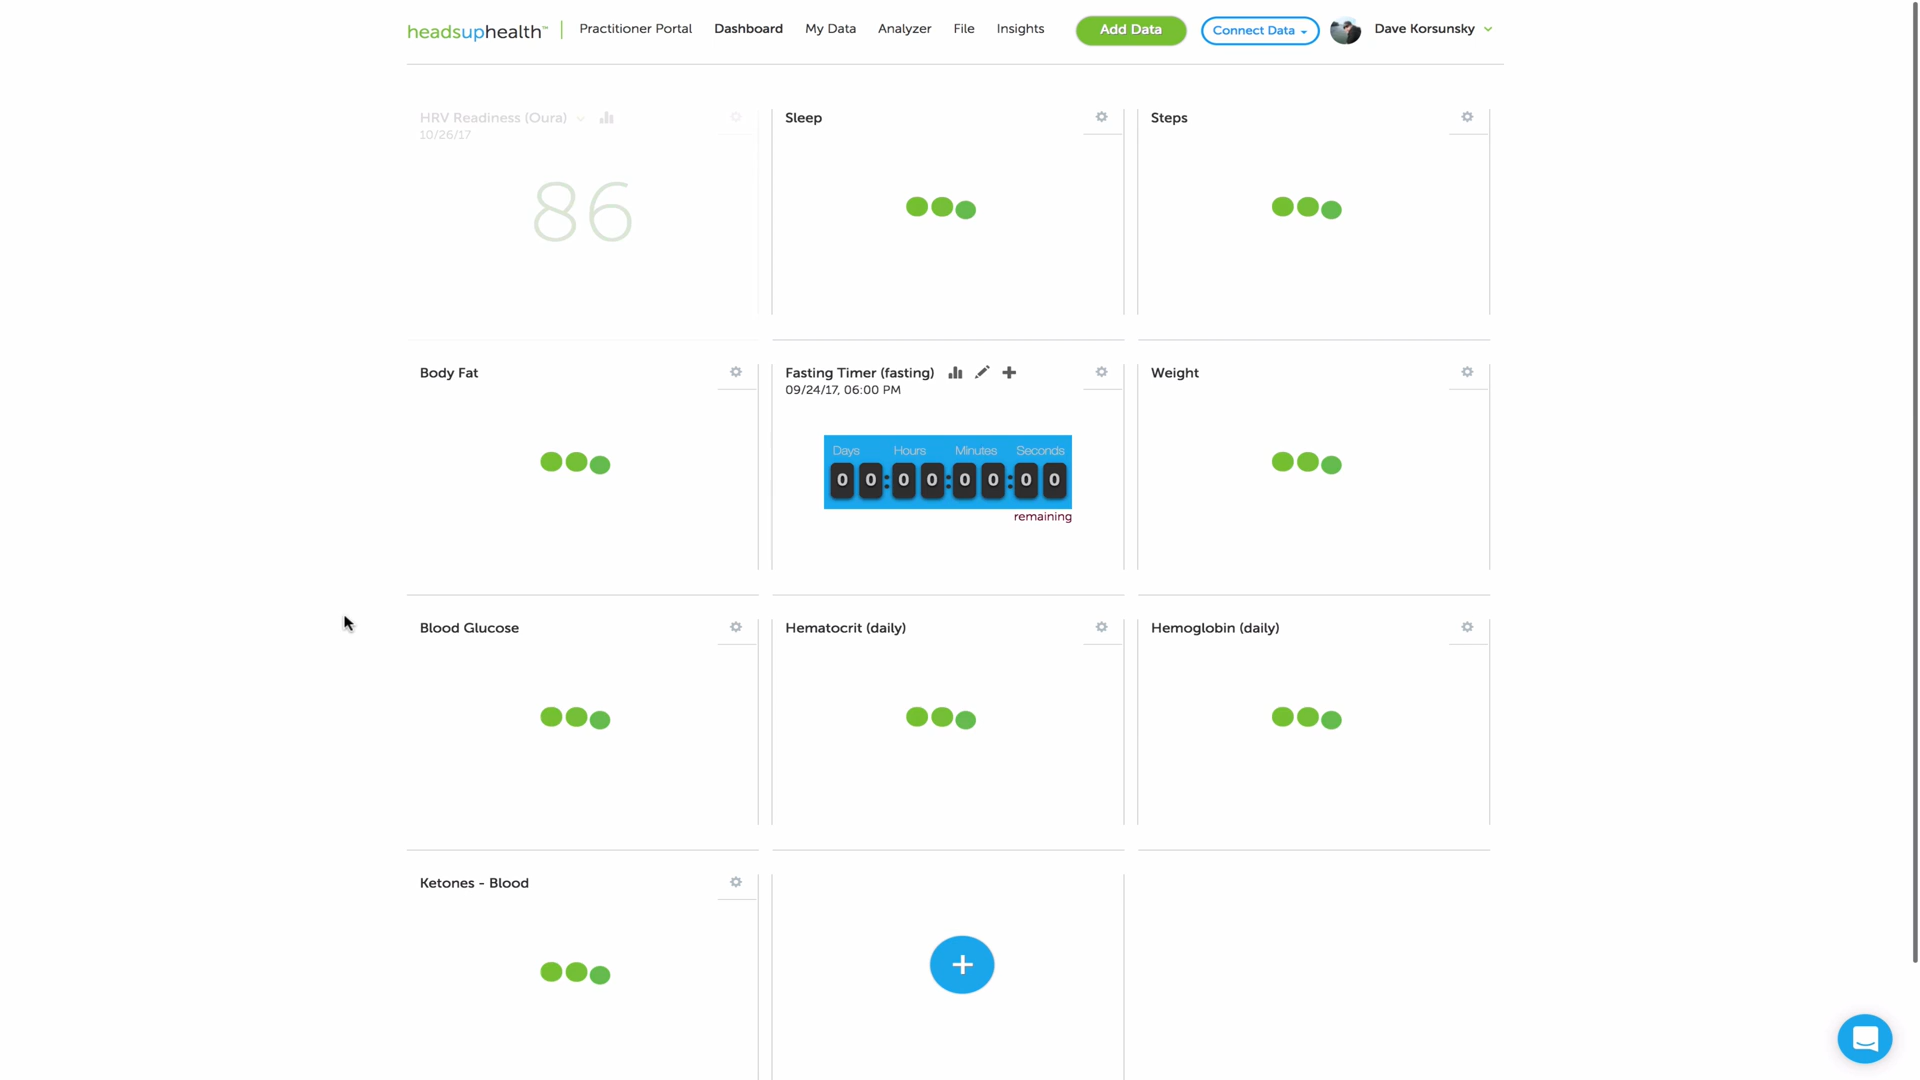 headsuphealth™
Practitioner Portal Dashboard My Data Analyzer File Insights Add Data Connect Data Dave Korsunsky
HRV Readiness (Oura)
10/26/17
86
Sleep
Steps
Body Fat
Fasting Timer (fasting)
09/24/17, 06:00 PM
Days Hours Minutes Seconds
0 0 : 0 0 : 0 0 : 0 0
remaining
Weight
Blood Glucose
Hematocrit (daily)
Hemoglobin (daily)
Ketones - Blood